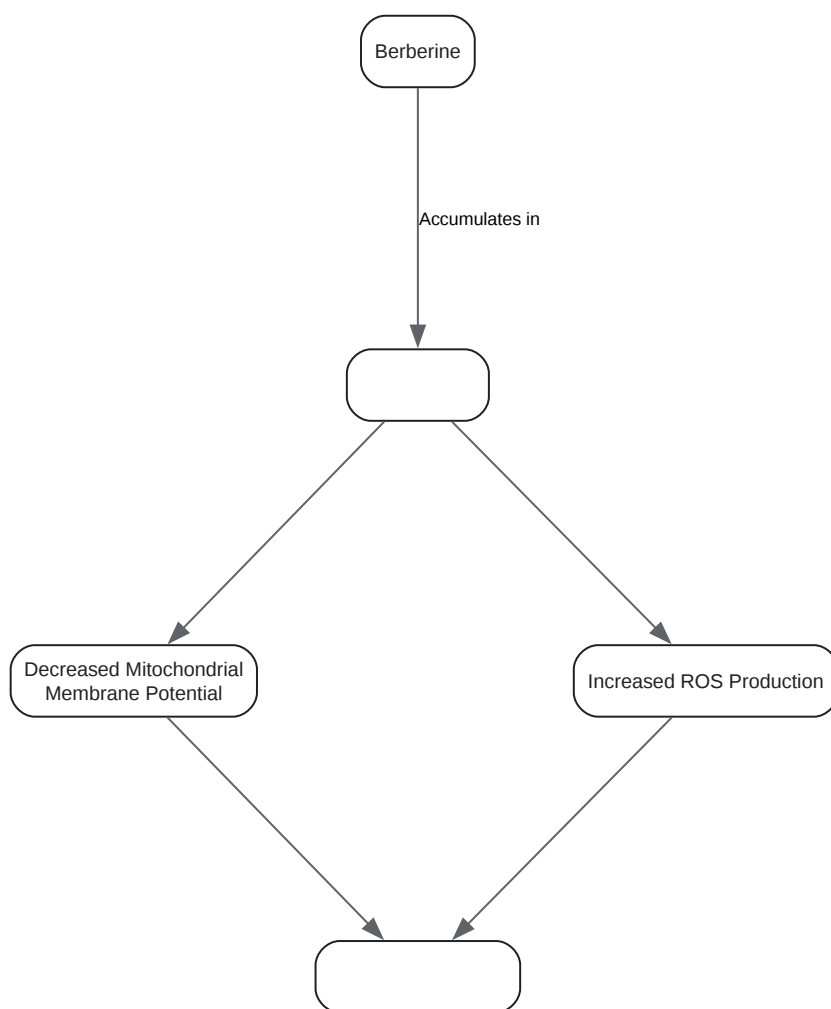 Berberine
Accumulates in
Decreased Mitochondrial
Membrane Potential
Increased ROS Production